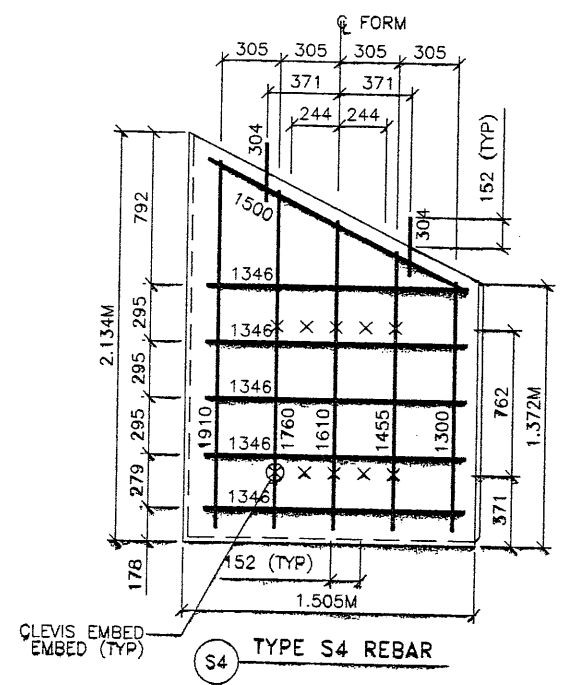 ℄ FORM
305 305 305 305
371 371
244 244
304
152 (TYP)
304
792
1500
1346
295
1346
2.134M
295
1346
762
1.372M
295
1910
1760
1610
1455
1300
1346
279
1346
371
178
152 (TYP)
1.505M
CLEVIS EMBED
EMBED (TYP)
S4
TYPE S4 REBAR